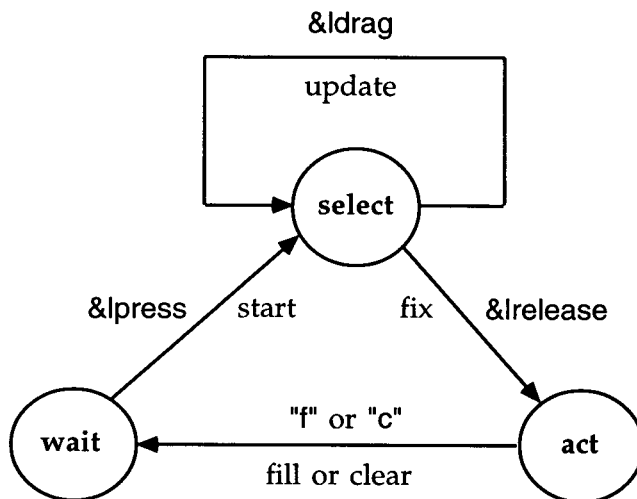 &ldrag
update
select
&lpress start fix &lrelease
"f" or "c"
wait act
fill or clear